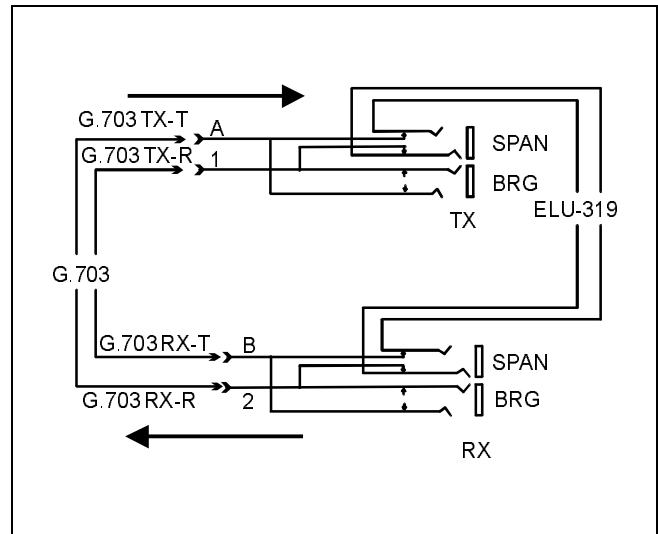 G.703 TX-T
A
SPAN
G.703 TX-R
1
BRG
ELU-319
TX
G.703
G.703 RX-T
B
SPAN
G.703 RX-R
2
BRG
RX